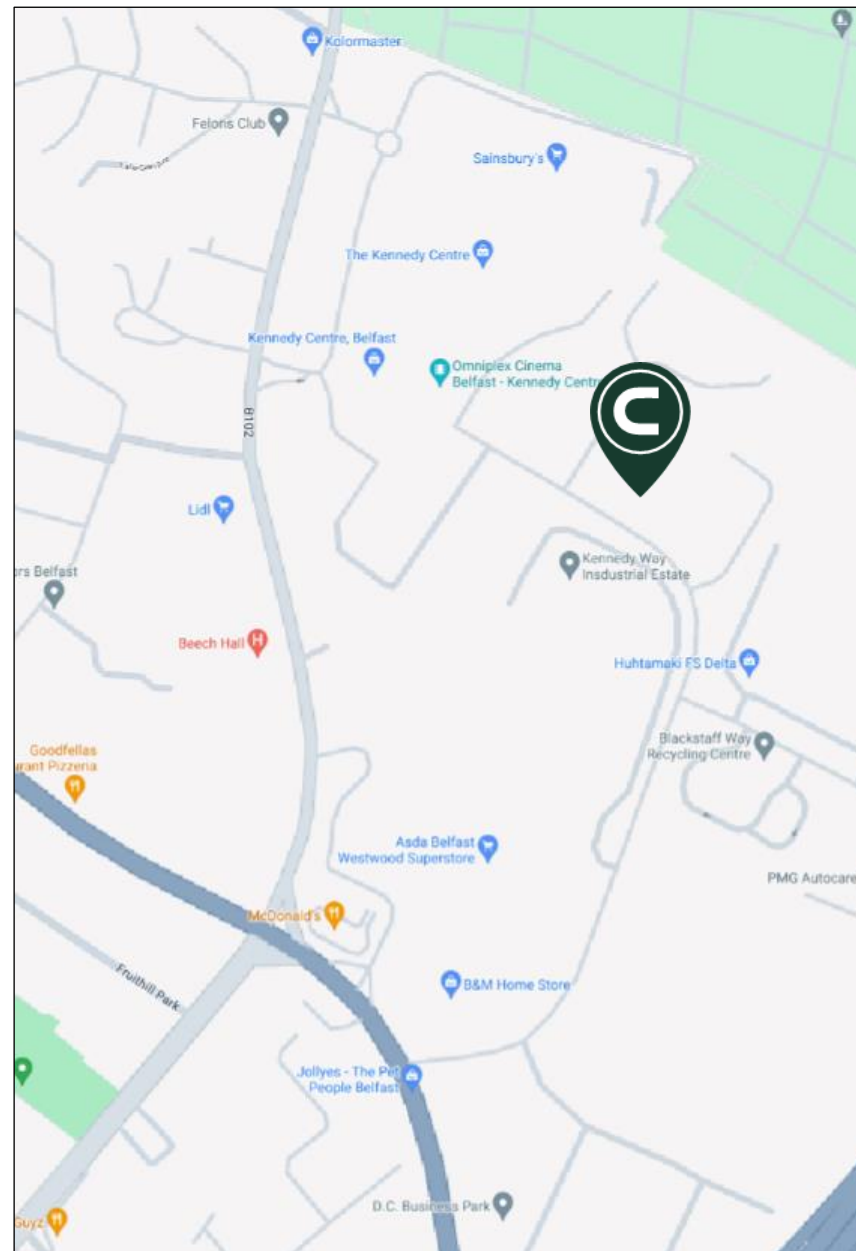 Kolormaster
Felons Club
Sainsbury's
The Kennedy Centre
Kennedy Centre, Belfast
Omniplex Cinema
Belfast - Kennedy Centre
B102
Lidl
Kennedy Way
Insdustrial Estate
ors Belfast
Beech Hall
H
Huhtamaki FS Delta
Goodfellas
urant Pizzeria
Blackstaff Way
Recycling Centre
Asda Belfast
Westwood Superstore
PMG Autocare
McDonald's
Fruithill Park
B&M Home Store
Jollyes - The Pet
People Belfast
D.C. Business Park
Guyz